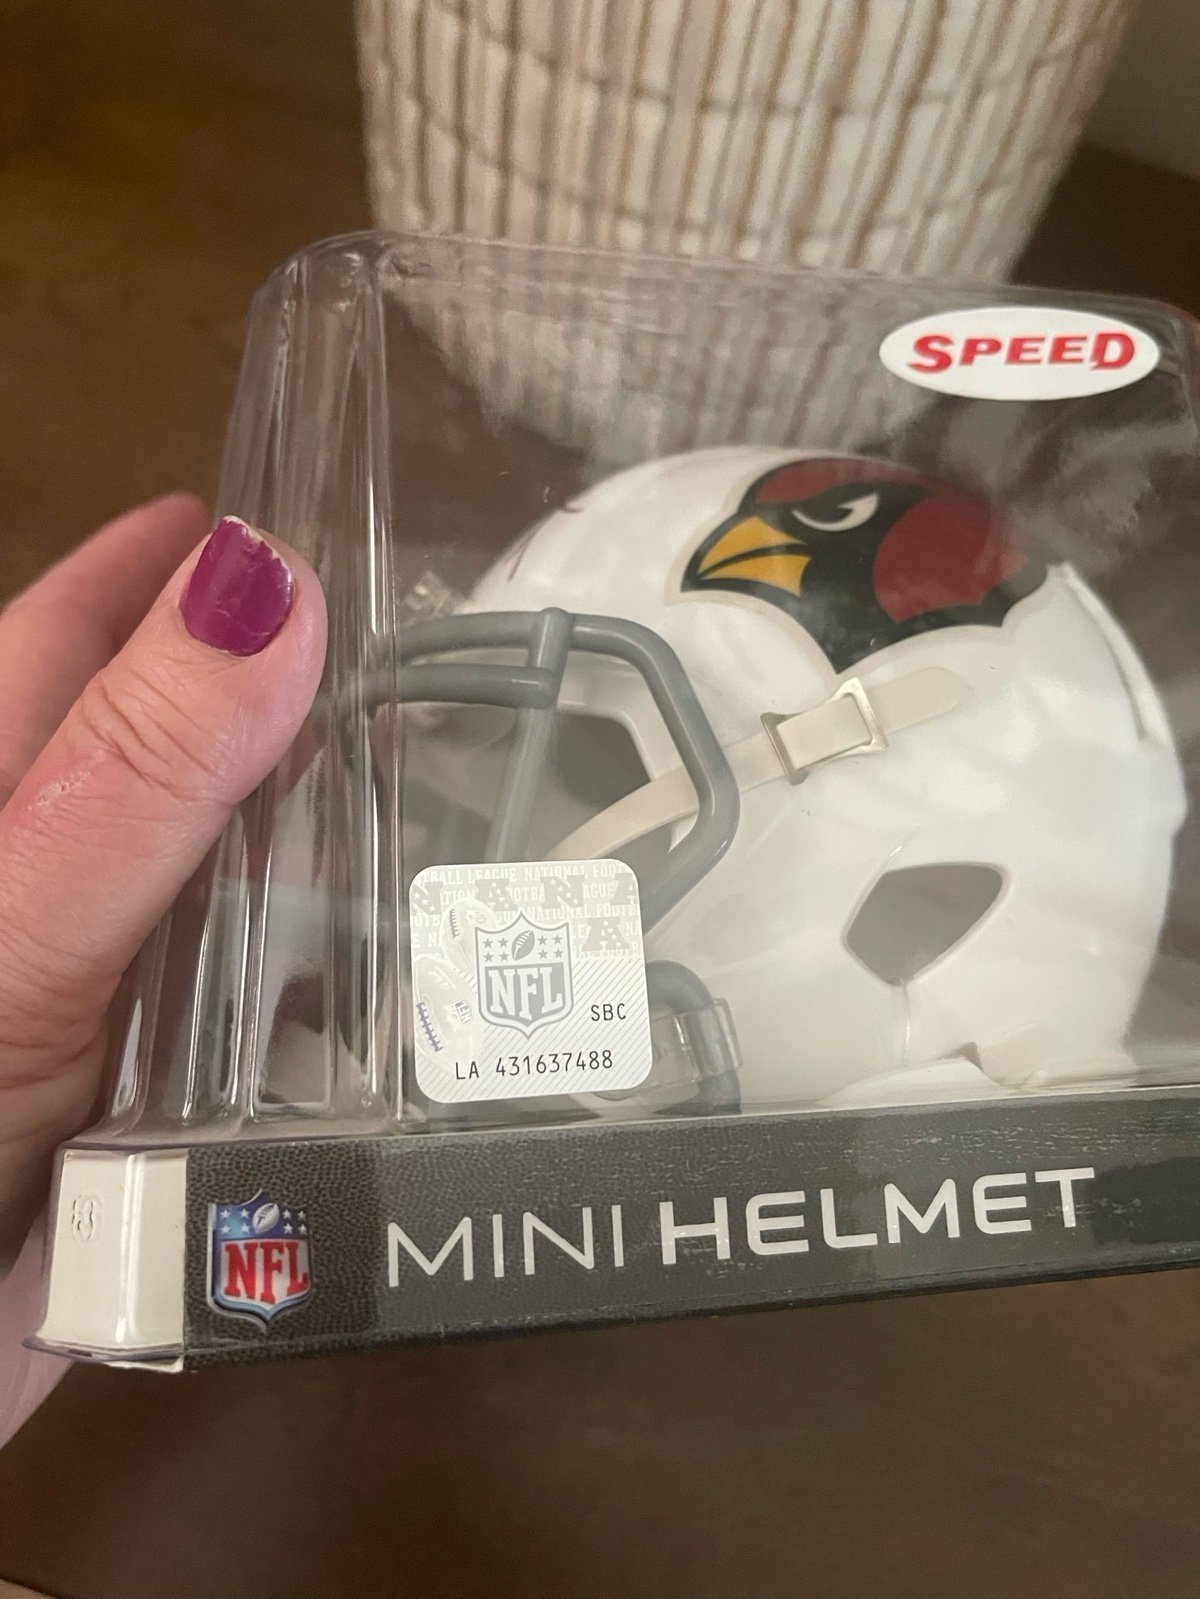 SPEED
NFL
SBC
LA 431637488
NFL
MINI HELMET